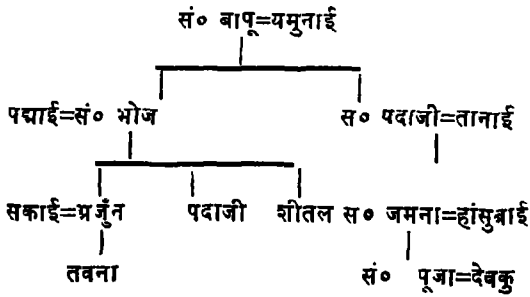 सं० बापू=यमुनाई
पद्माई=सं० भोज स० पदाजी=तानाई
सकाई=प्रर्जुंन पदाजी शीतल स० जमना=हांसुबाई
तवना सं० पूजा=देवकु